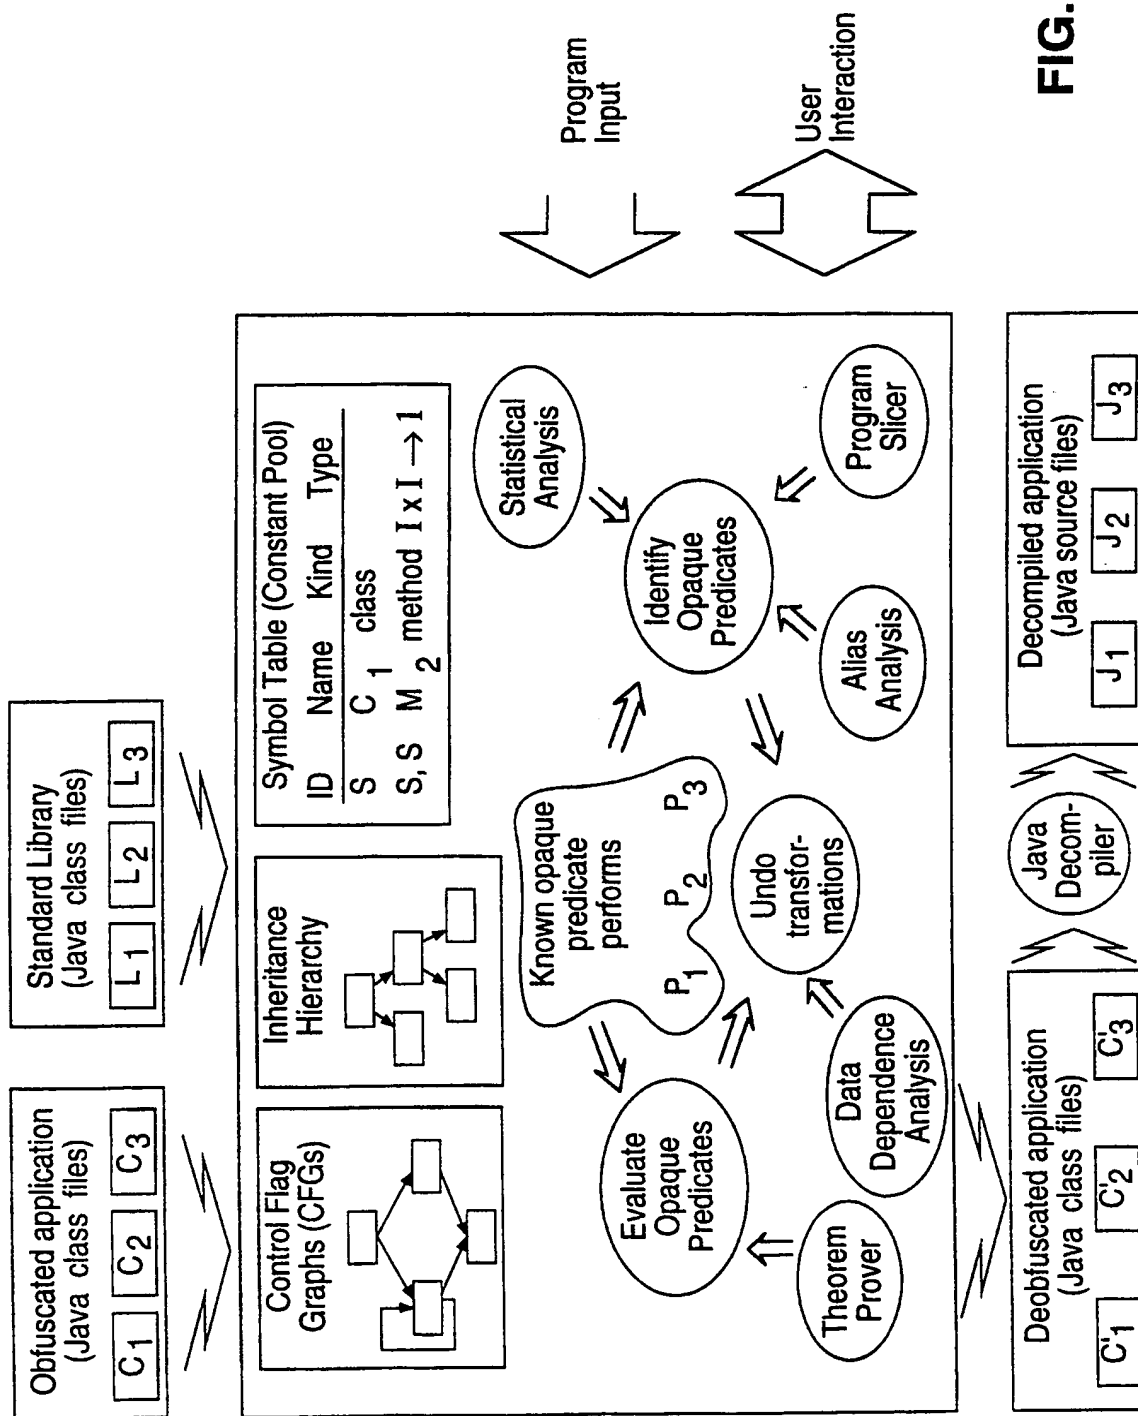 Obfuscated application
(Java class files)
C1 C2 C3
Standard Library
(Java class files)
L1 L2 L3
Control Flag
Graphs (CFGs)
Inheritance
Hierarchy
Symbol Table (Constant Pool)
ID Name Kind Type
S C1 class
S, S M2 method I x I → 1
Program
Input
User
Interaction
Known opaque
predicate
performs
P1 P2 P3
Statistical
Analysis
Evaluate
Opaque
Predicates
Identify
Opaque
Predicates
Undo
transfor-
mations
Theorem
Prover
Data
Dependence
Analysis
Alias
Analysis
Program
Slicer
Deobfuscated application
(Java class files)
C'1 C'2 C'3
Java
Decom-
piler
Decompiled application
(Java source files)
J1 J2 J3
FIG.